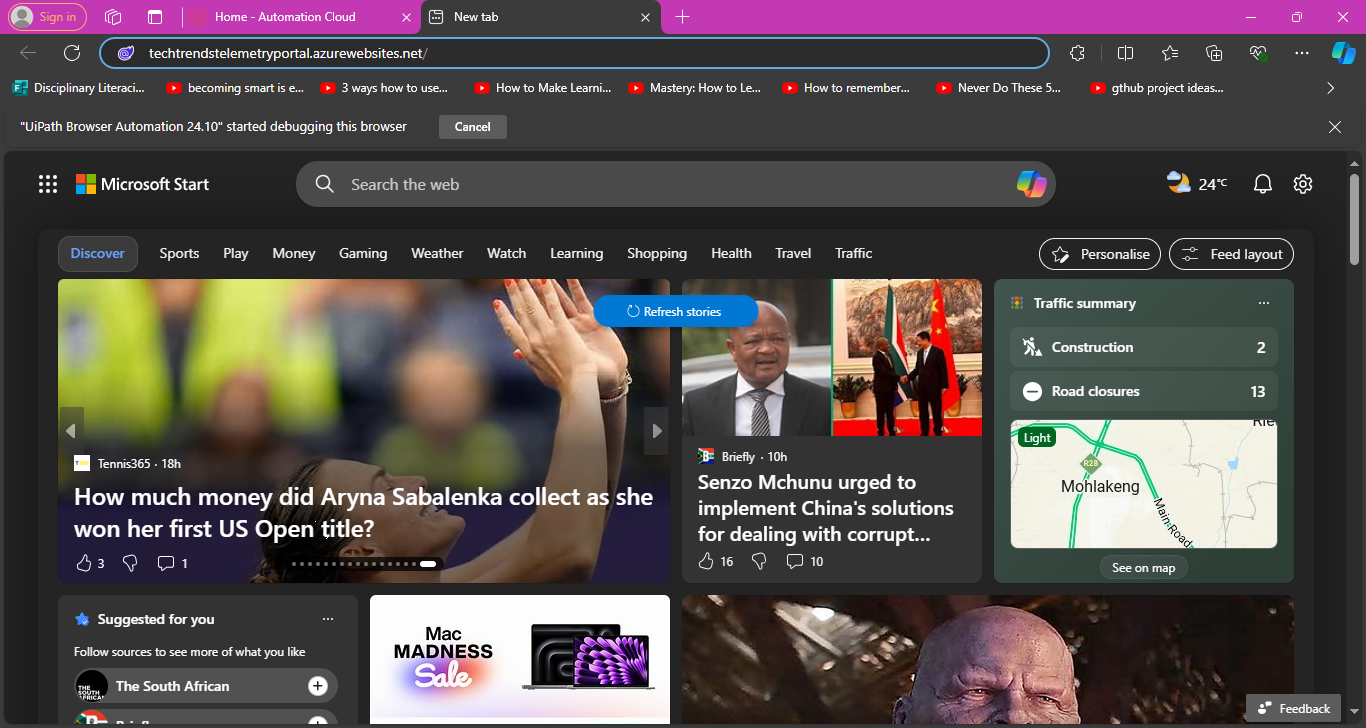 Sign in
Home - Automation Cloud
New tab
techtrendstelemetryportal.azurewebsites.net/
Disciplinary Literaci...
becoming smart is e...
3 ways how to use...
How to Make Learni...
Mastery: How to Le...
How to remember...
Never Do These 5...
gthub project ideas...
"UiPath Browser Automation 24.10" started debugging this browser
Cancel
Microsoft Start
Search the web
24°C
Discover
Sports
Play
Money
Gaming
Weather
Watch
Learning
Shopping
Health
Travel
Traffic
Personalise
Feed layout
Refresh stories
Tennis365 · 18h
How much money did Aryna Sabalenka collect as she
won her first US Open title?
3
1
Briefly · 10h
Senzo Mchunu urged to
implement China's solutions
for dealing with corrupt...
16
10
Traffic summary
Construction
2
Road closures
13
Light
R28
Mohlakeng
Main Road
See on map
Suggested for you
Follow sources to see more of what you like
THE
SOUTH
AFRICAN
The South African
Mac
MADNESS
Sale
Feedback